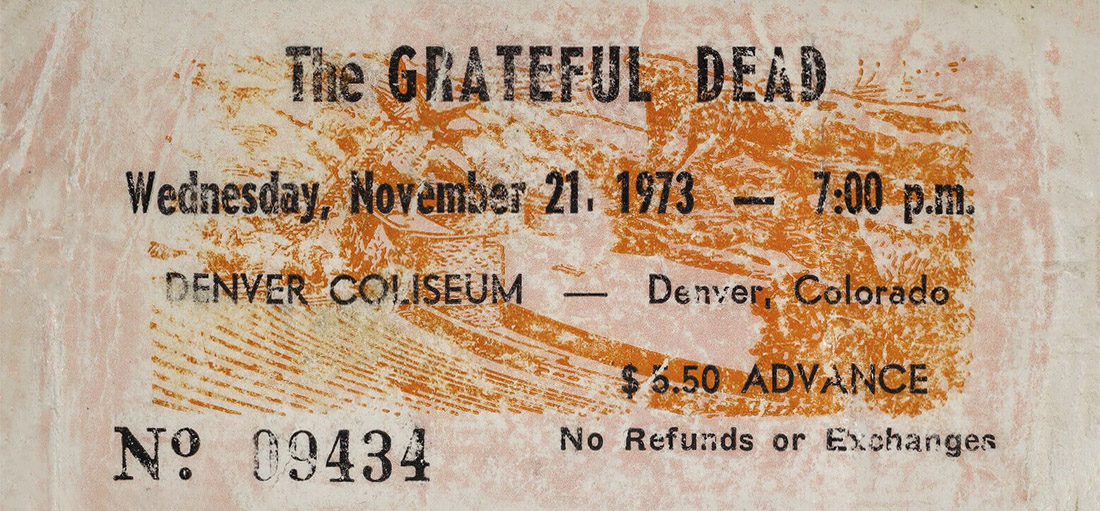 The GRATEFUL DEAD
Wednesday, November 21, 1973 — 7:00 p.m.
DENVER COLISEUM — Denver, Colorado
$5.50 ADVANCE
No Refunds or Exchanges
Nº 09434